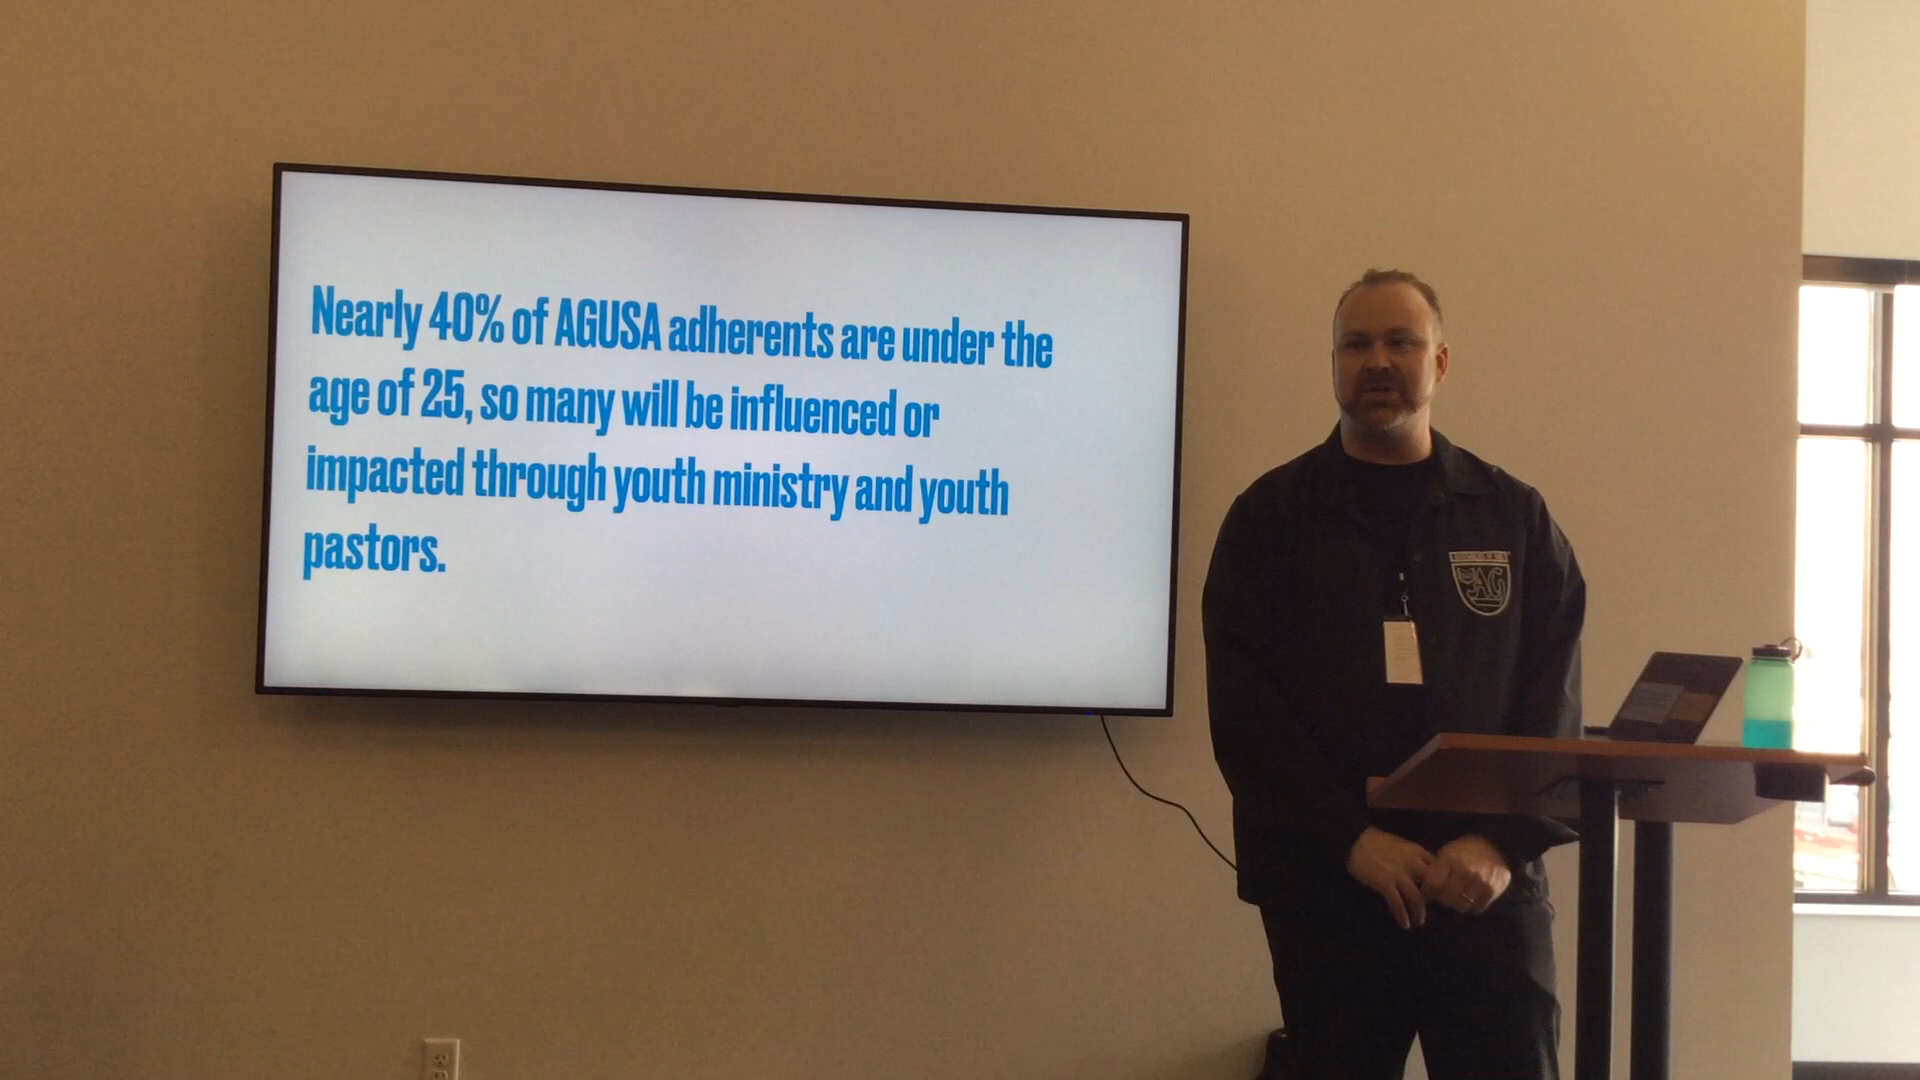 Nearly 40% of AGUSA adherents are under the
age of 25, so many will be influenced or
impacted through youth ministry and youth
pastors.
AG